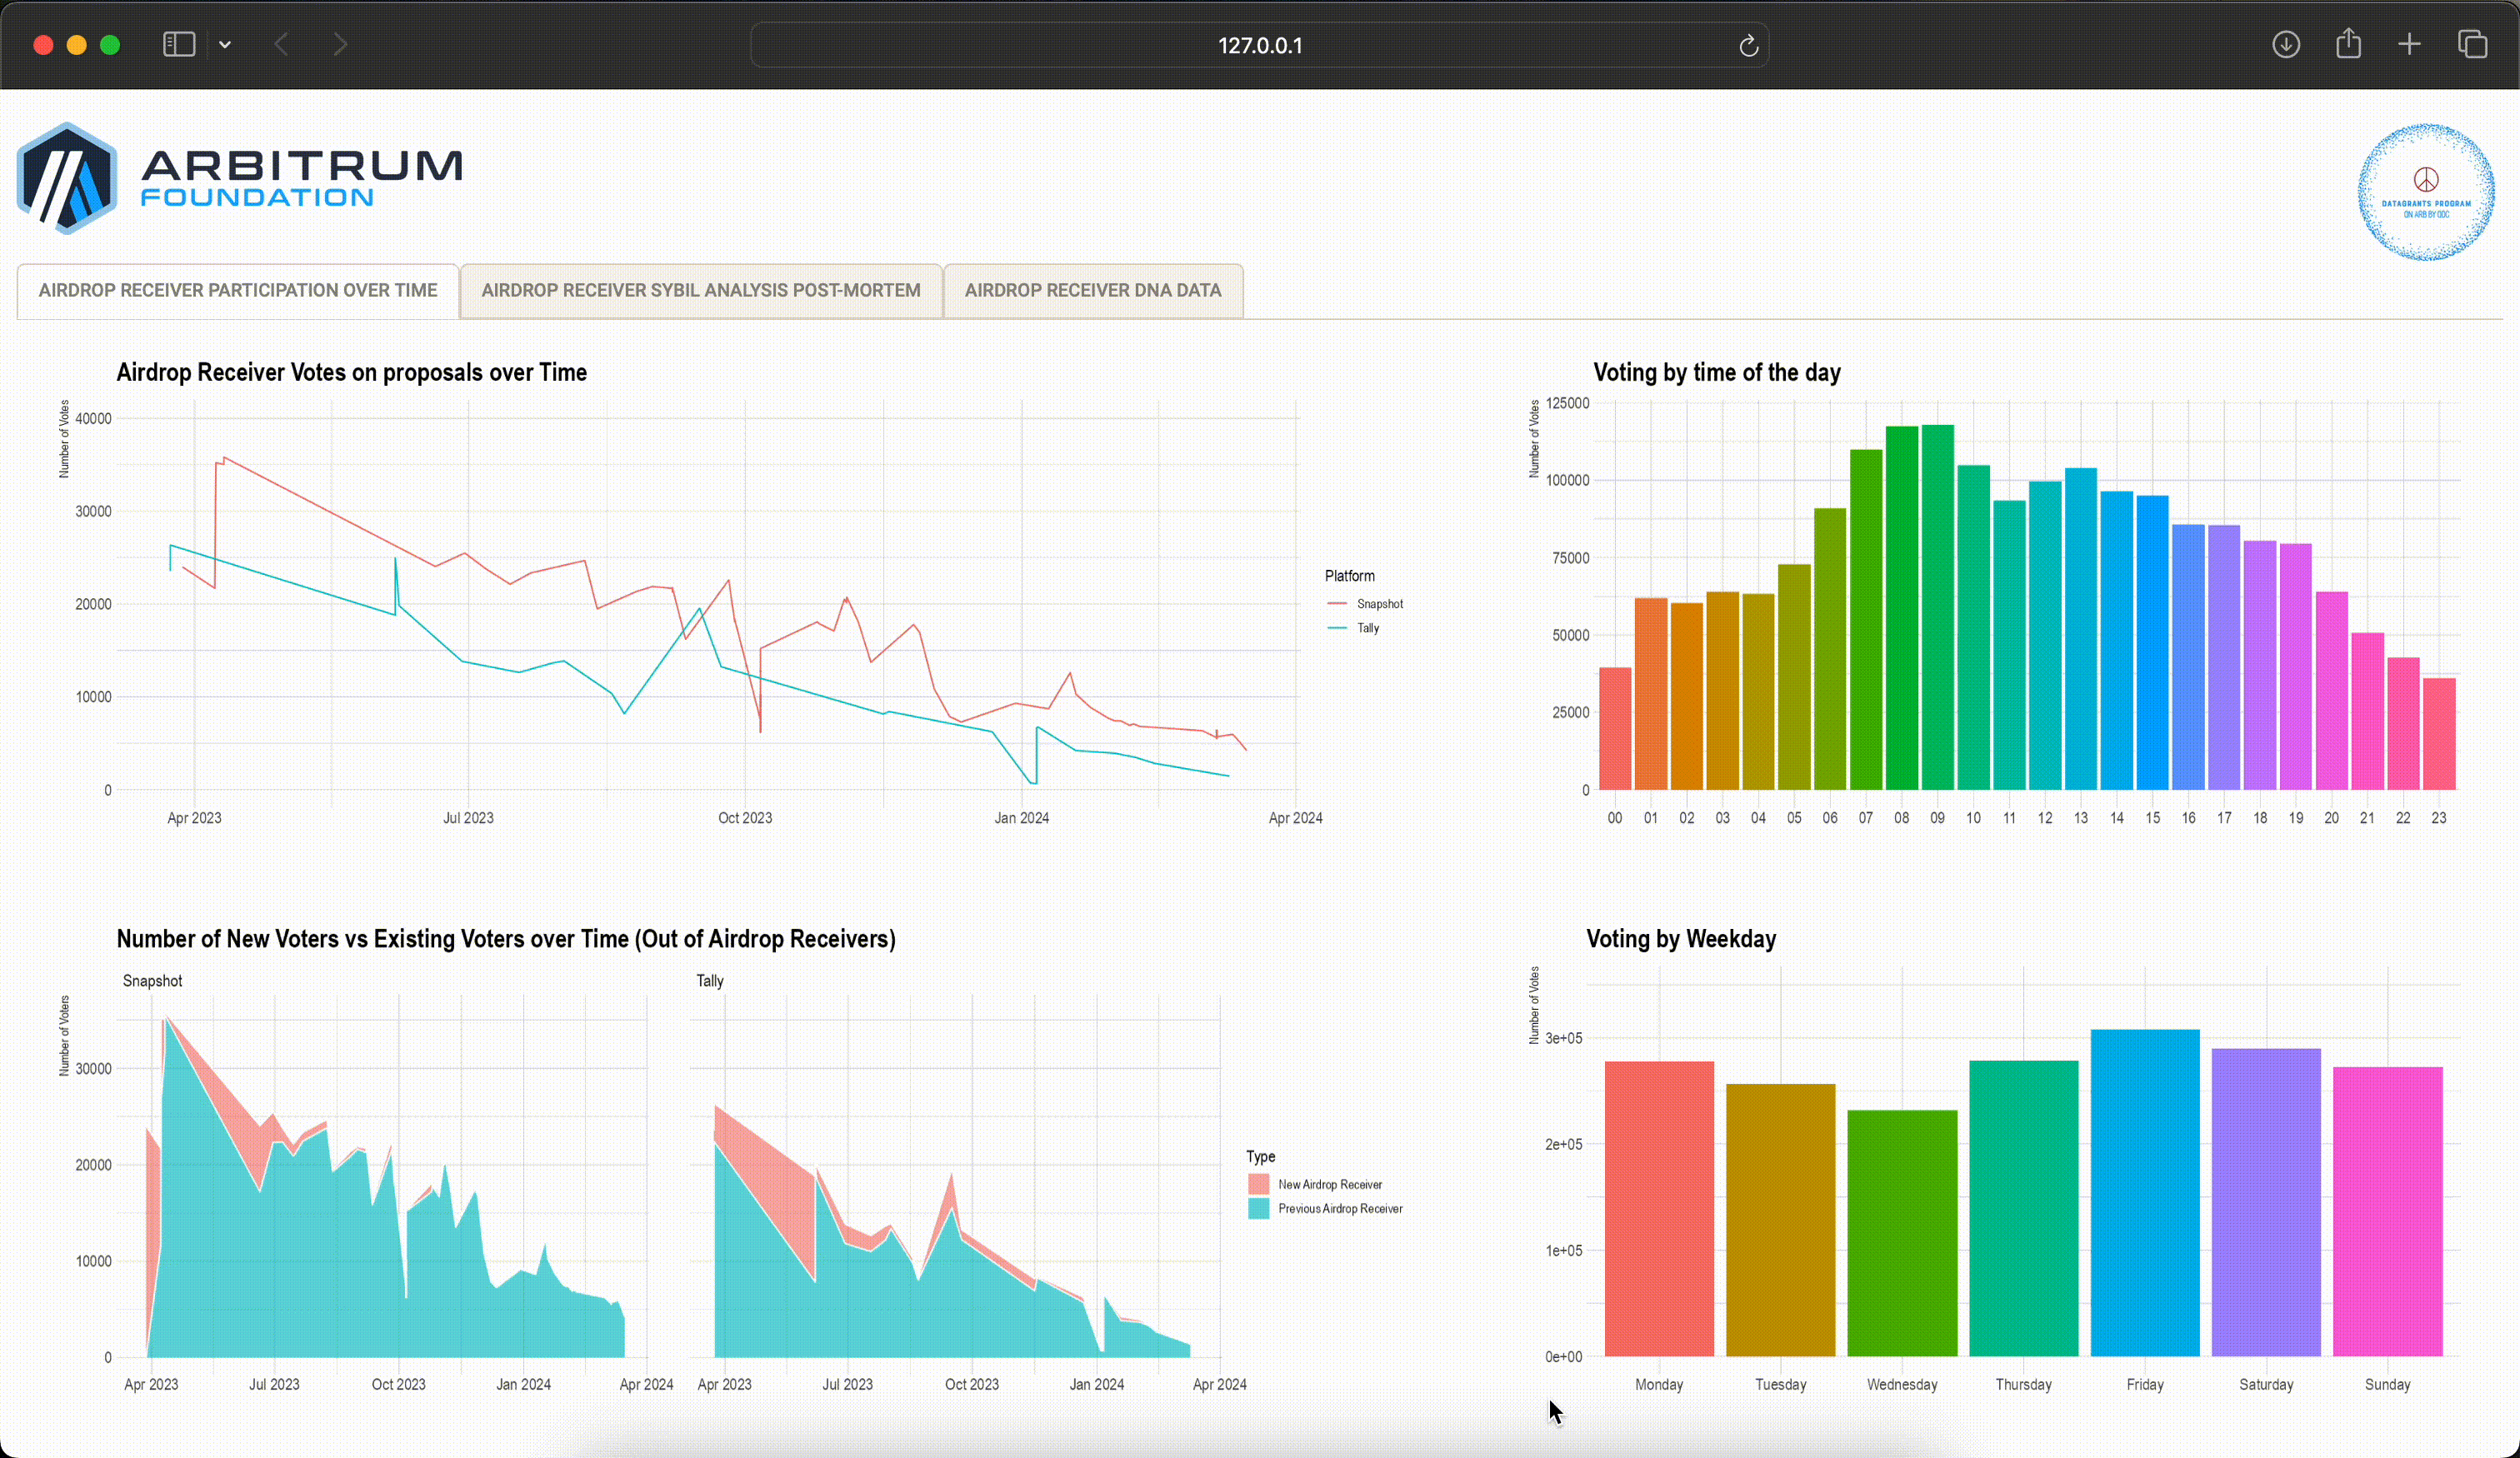 127.0.0.1
ARBITRUM
FOUNDATION
DATAGRANTS PROGRAM
ON ARB BY ODC
AIRDROP RECEIVER PARTICIPATION OVER TIME
AIRDROP RECEIVER SYBIL ANALYSIS POST-MORTEM
AIRDROP RECEIVER DNA DATA
Airdrop Receiver Votes on proposals over Time
Number of Votes
40000
30000
20000
10000
0
Apr 2023 Jul 2023 Oct 2023 Jan 2024 Apr 2024
Platform
Snapshot
Tally
Voting by time of the day
Number of Votes
125000
100000
75000
50000
25000
0
00 01 02 03 04 05 06 07 08 09 10 11 12 13 14 15 16 17 18 19 20 21 22 23
Number of New Voters vs Existing Voters over Time (Out of Airdrop Receivers)
Snapshot
Tally
Number of Voters
30000
20000
10000
0
Apr 2023 Jul 2023 Oct 2023 Jan 2024 Apr 2024
Apr 2023 Jul 2023 Oct 2023 Jan 2024 Apr 2024
Type
New Airdrop Receiver
Previous Airdrop Receiver
Voting by Weekday
Number of Votes
3e+05
2e+05
1e+05
0e+00
Monday Tuesday Wednesday Thursday Friday Saturday Sunday